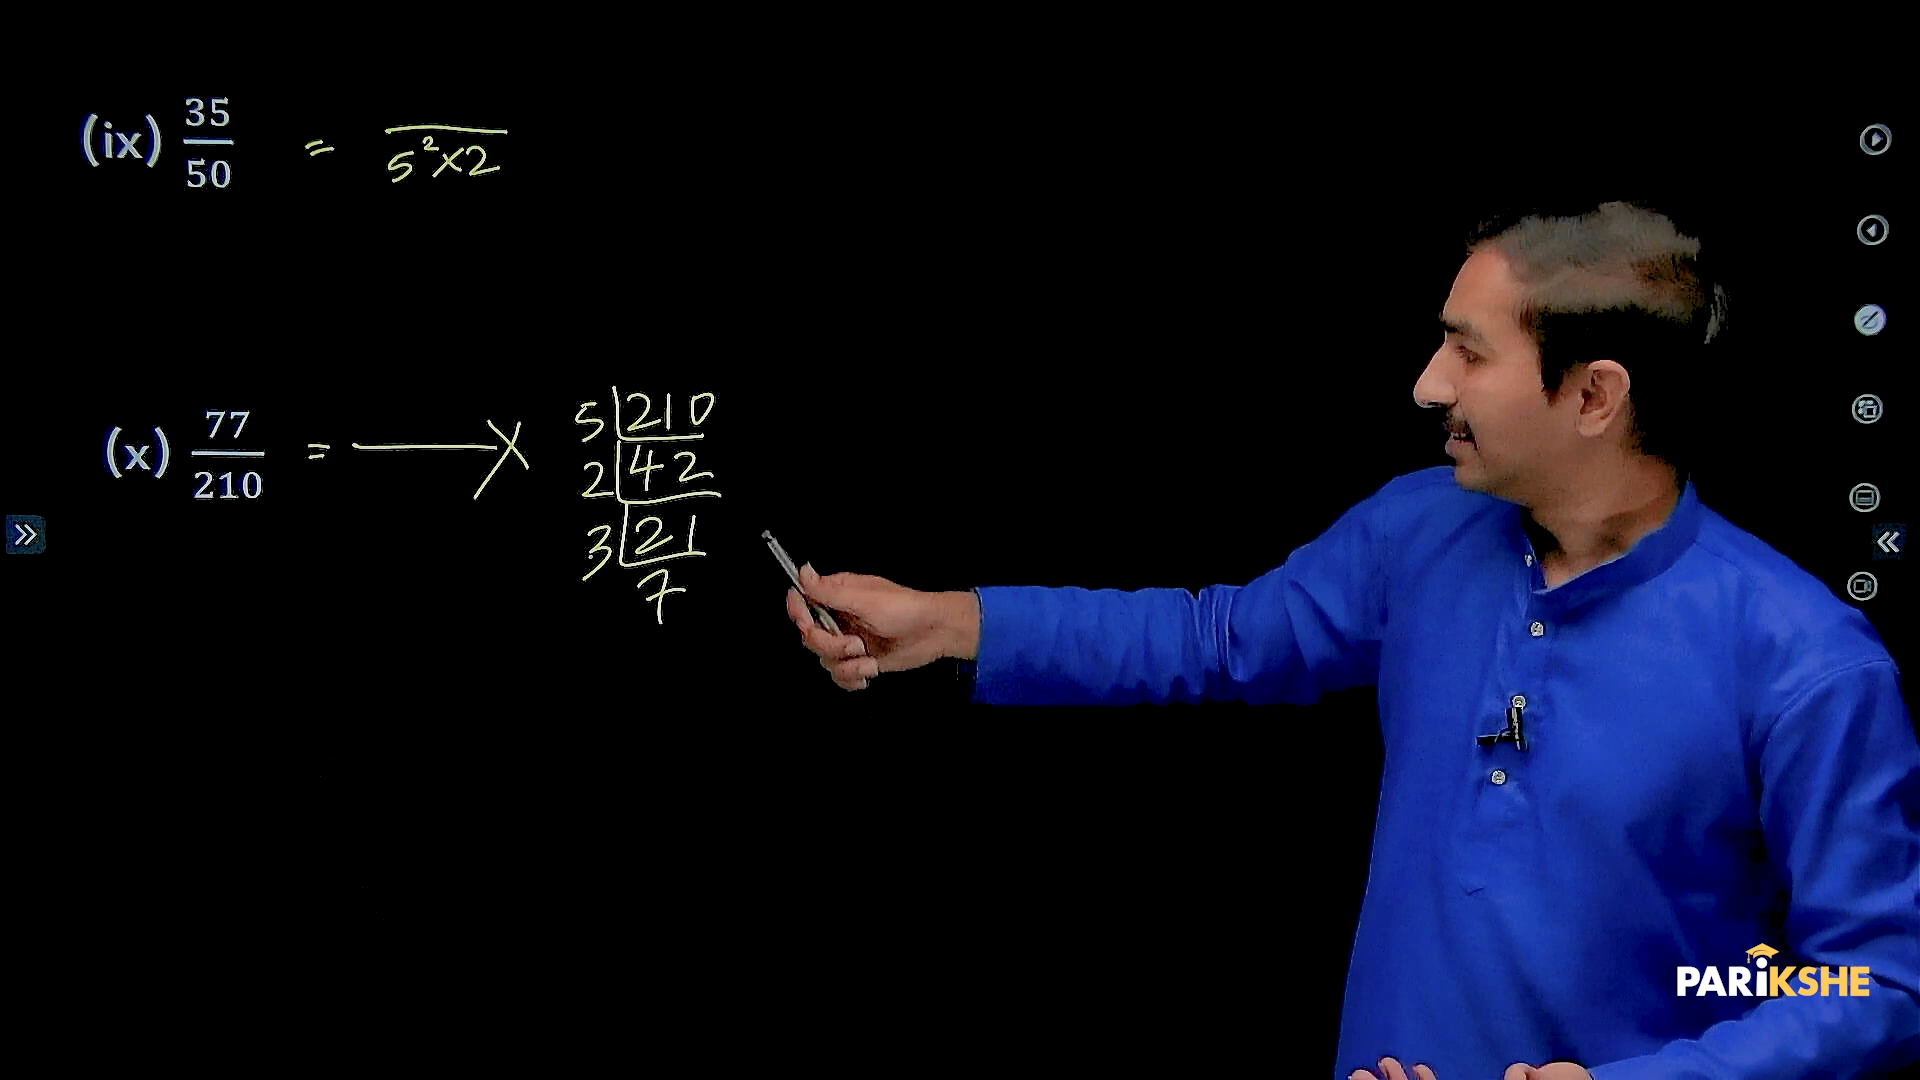 (ix) 35/50 = ―/5²×2
(x) 77/210 = ―
5 | 210
2 | 42
3 | 21
7
PARiKSHE